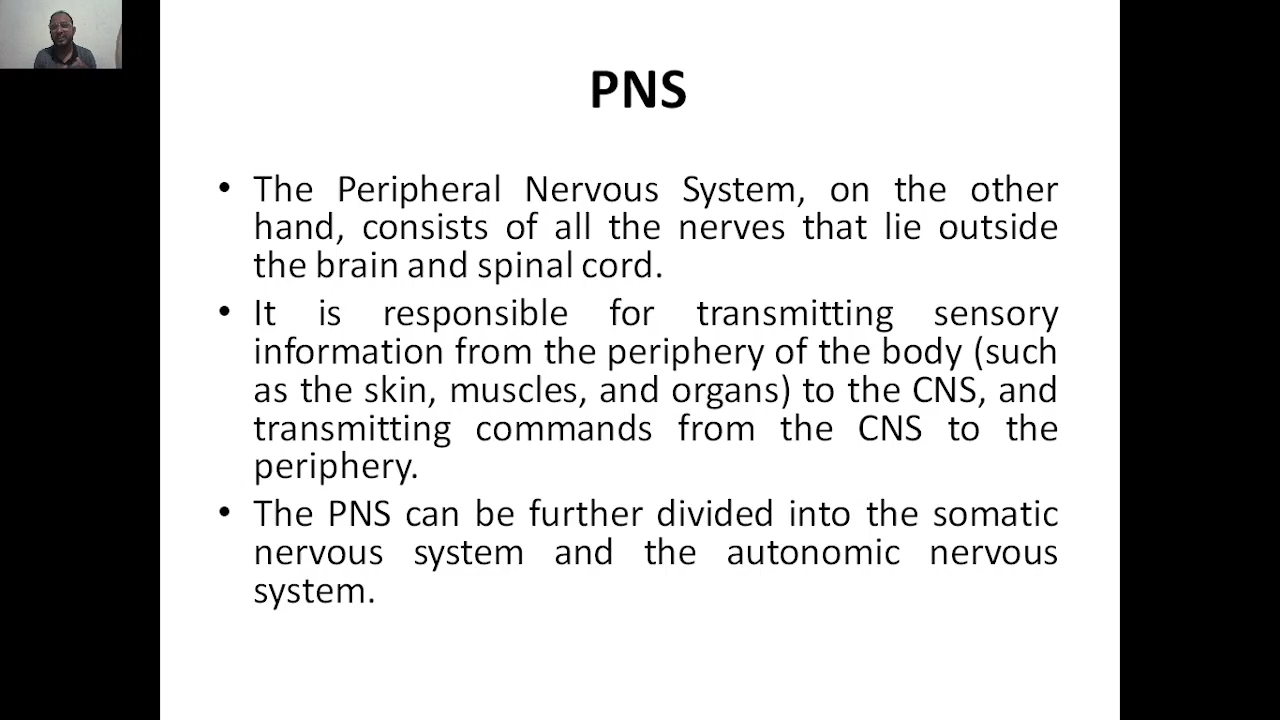 PNS
• The Peripheral Nervous System, on the other
hand, consists of all the nerves that lie outside
the brain and spinal cord.
• It is responsible for transmitting sensory
information from the periphery of the body (such
as the skin, muscles, and organs) to the CNS, and
transmitting commands from the CNS to the
periphery.
• The PNS can be further divided into the somatic
nervous system and the autonomic nervous
system.